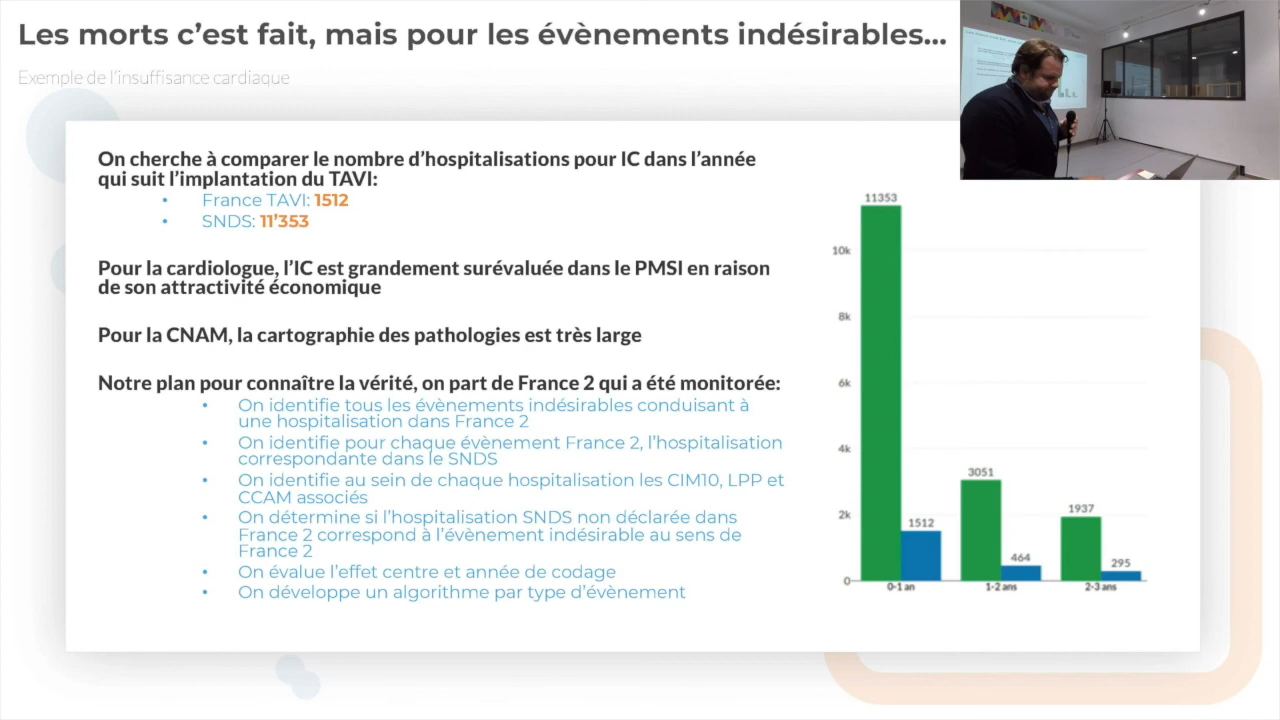 Les morts c’est fait, mais pour les évènements indésirables...
Exemple de l’insuffisance cardiaque
On cherche à comparer le nombre d’hospitalisations pour IC dans l’année
qui suit l’implantation du TAVI:
• France TAVI: 1512
• SNDS: 11’353
Pour la cardiologue, l’IC est grandement surévaluée dans le PMSI en raison
de son attractivité économique
Pour la CNAM, la cartographie des pathologies est très large
Notre plan pour connaître la vérité, on part de France 2 qui a été monitorée:
• On identifie tous les évènements indésirables conduisant à
une hospitalisation dans France 2
• On identifie pour chaque évènement France 2, l’hospitalisation
correspondante dans le SNDS
• On identifie au sein de chaque hospitalisation les CIM10, LPP et
CCAM associés
• On détermine si l’hospitalisation SNDS non déclarée dans
France 2 correspond à l’évènement indésirable au sens de
France 2
• On évalue l’effet centre et année de codage
• On développe un algorithme par type d’évènement
11353
10k
8k
6k
4k
3051
2k
1937
1512
464
295
0
0-1 an
1-2 ans
2-3 ans